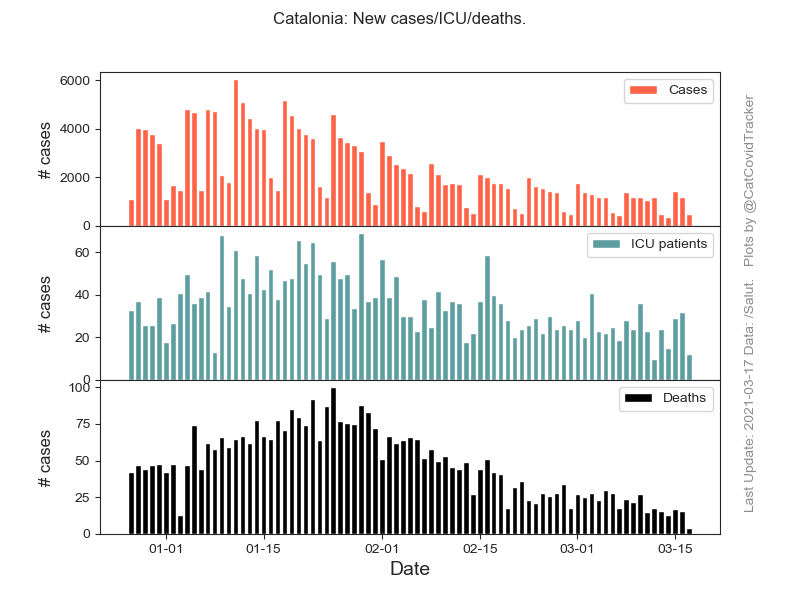 Catalonia: New cases/ICU/deaths.
6000
4000
2000
0
# cases
Cases
60
40
20
0
# cases
ICU patients
100
75
50
25
0
# cases
Deaths
01-01 01-15 02-01 02-15 03-01 03-15
Date
Last Update: 2021-03-17 Data: /Salut. Plots by @CatCovidTracker